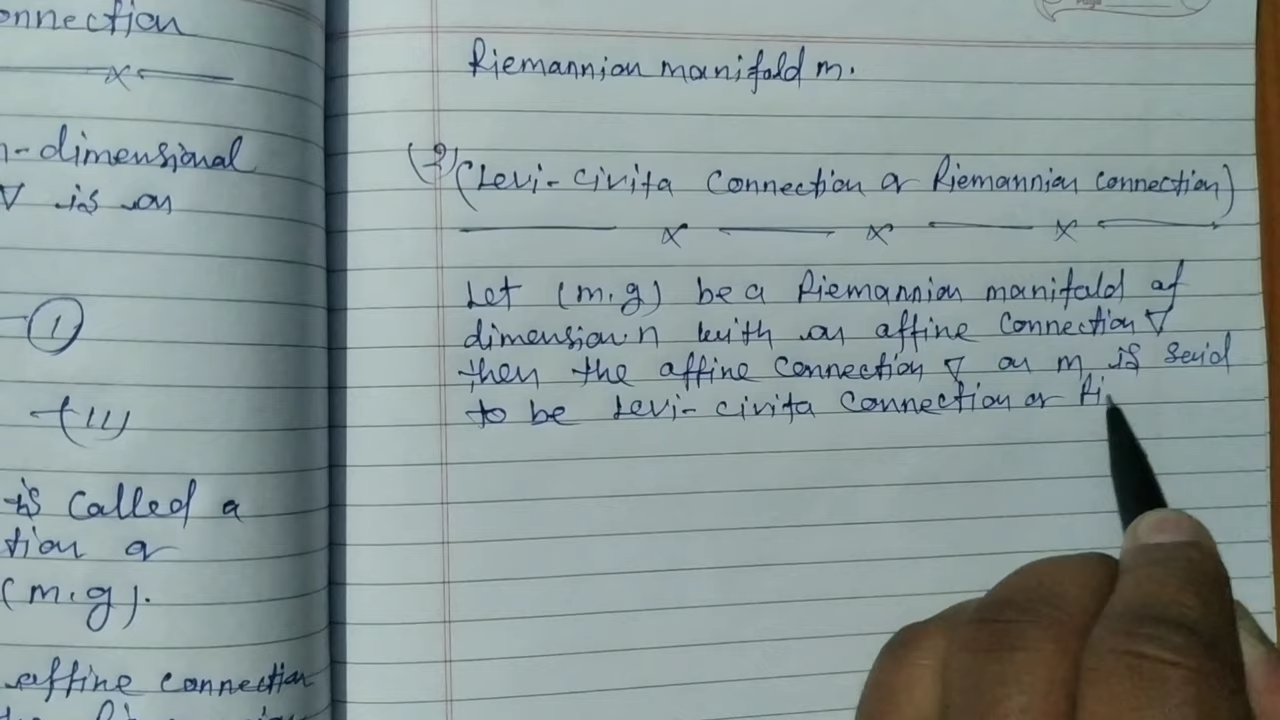 onnection
n-dimensional
∇ is an
①
(11)
is called a
tion or
(m,g).
affine connection
Riemannian manifold m.
(2) (Levi-civita connection or Riemannian connection)
Let (m,g) be a Riemannian manifold of
dimension n with an affine connection ∇
then the affine connection ∇ on m is said
to be Levi-civita connection or Ri